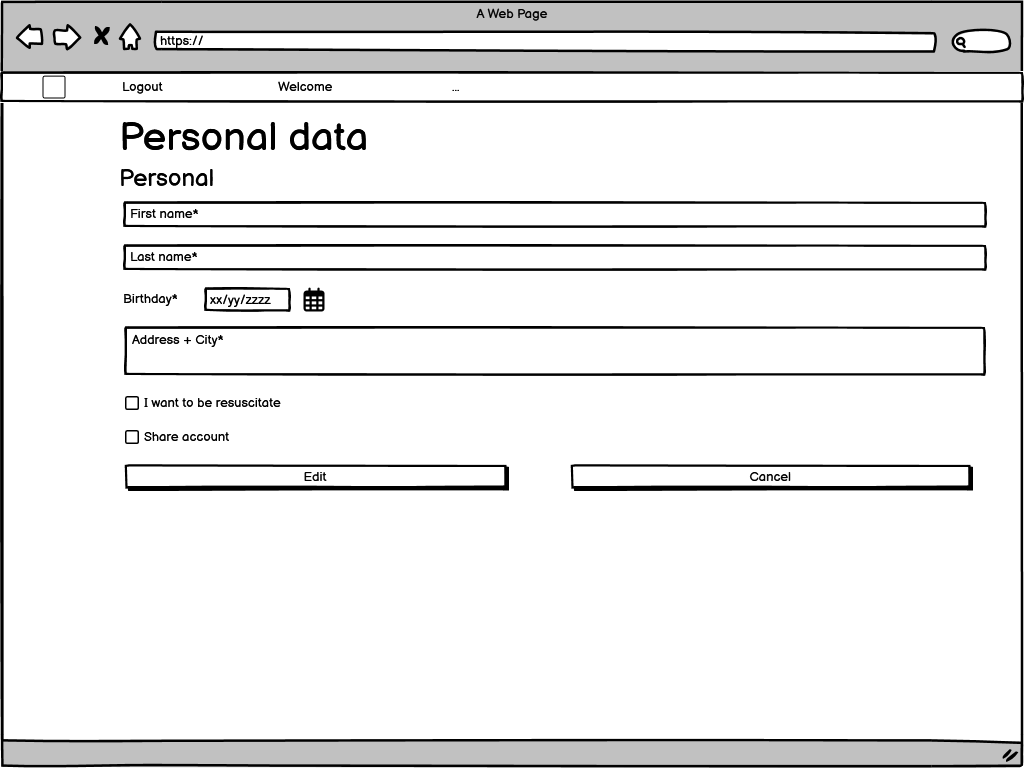 A Web Page
https://
Logout Welcome ...
Personal data
Personal
First name*
Last name*
Birthday* xx/yy/zzzz
Address + City*
I want to be resuscitate
Share account
Edit Cancel